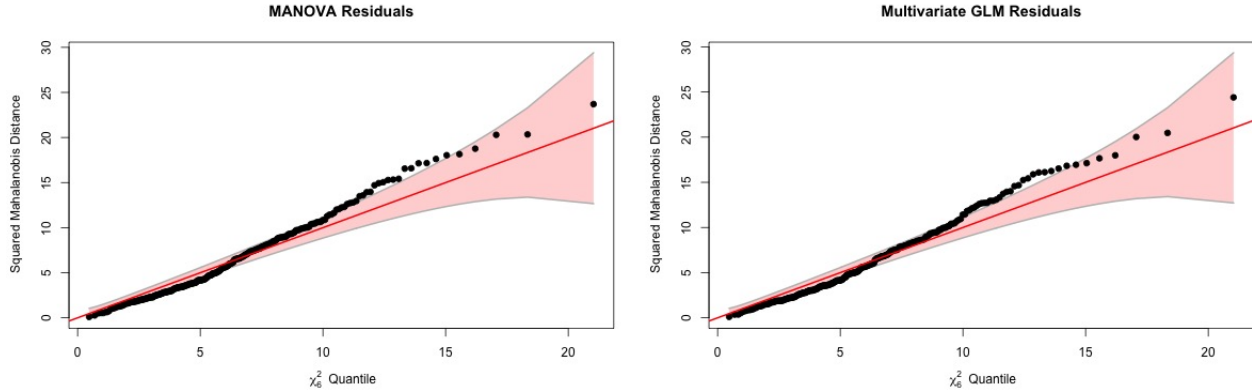 MANOVA Residuals
Squared Mahalanobis Distance
30
25
20
15
10
5
0
0 5 10 15 20
χ²₆ Quantile
Multivariate GLM Residuals
Squared Mahalanobis Distance
30
25
20
15
10
5
0
0 5 10 15 20
χ²₆ Quantile